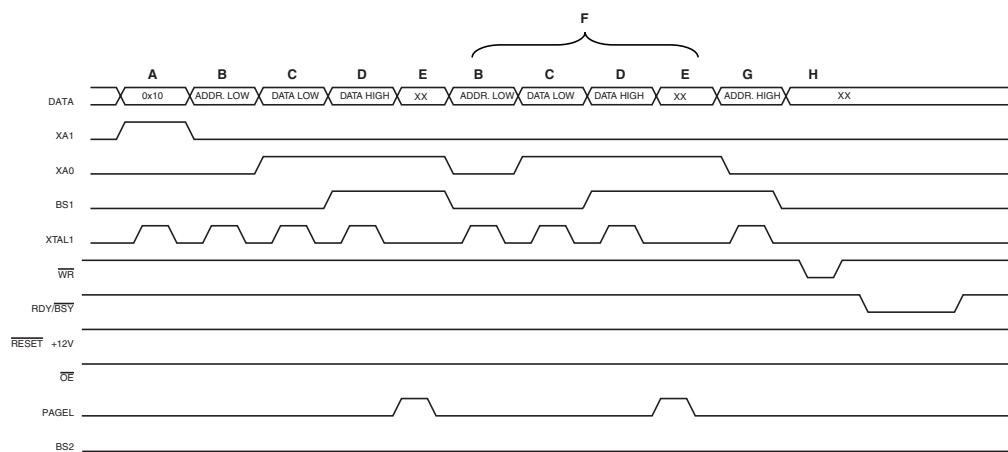 F
A B C D E B C D E G H
DATA 0x10 ADDR. LOW DATA LOW DATA HIGH XX ADDR. LOW DATA LOW DATA HIGH XX ADDR. HIGH XX
XA1
XA0
BS1
XTAL1
WR
RDY/BSY
RESET +12V
OE
PAGEL
BS2